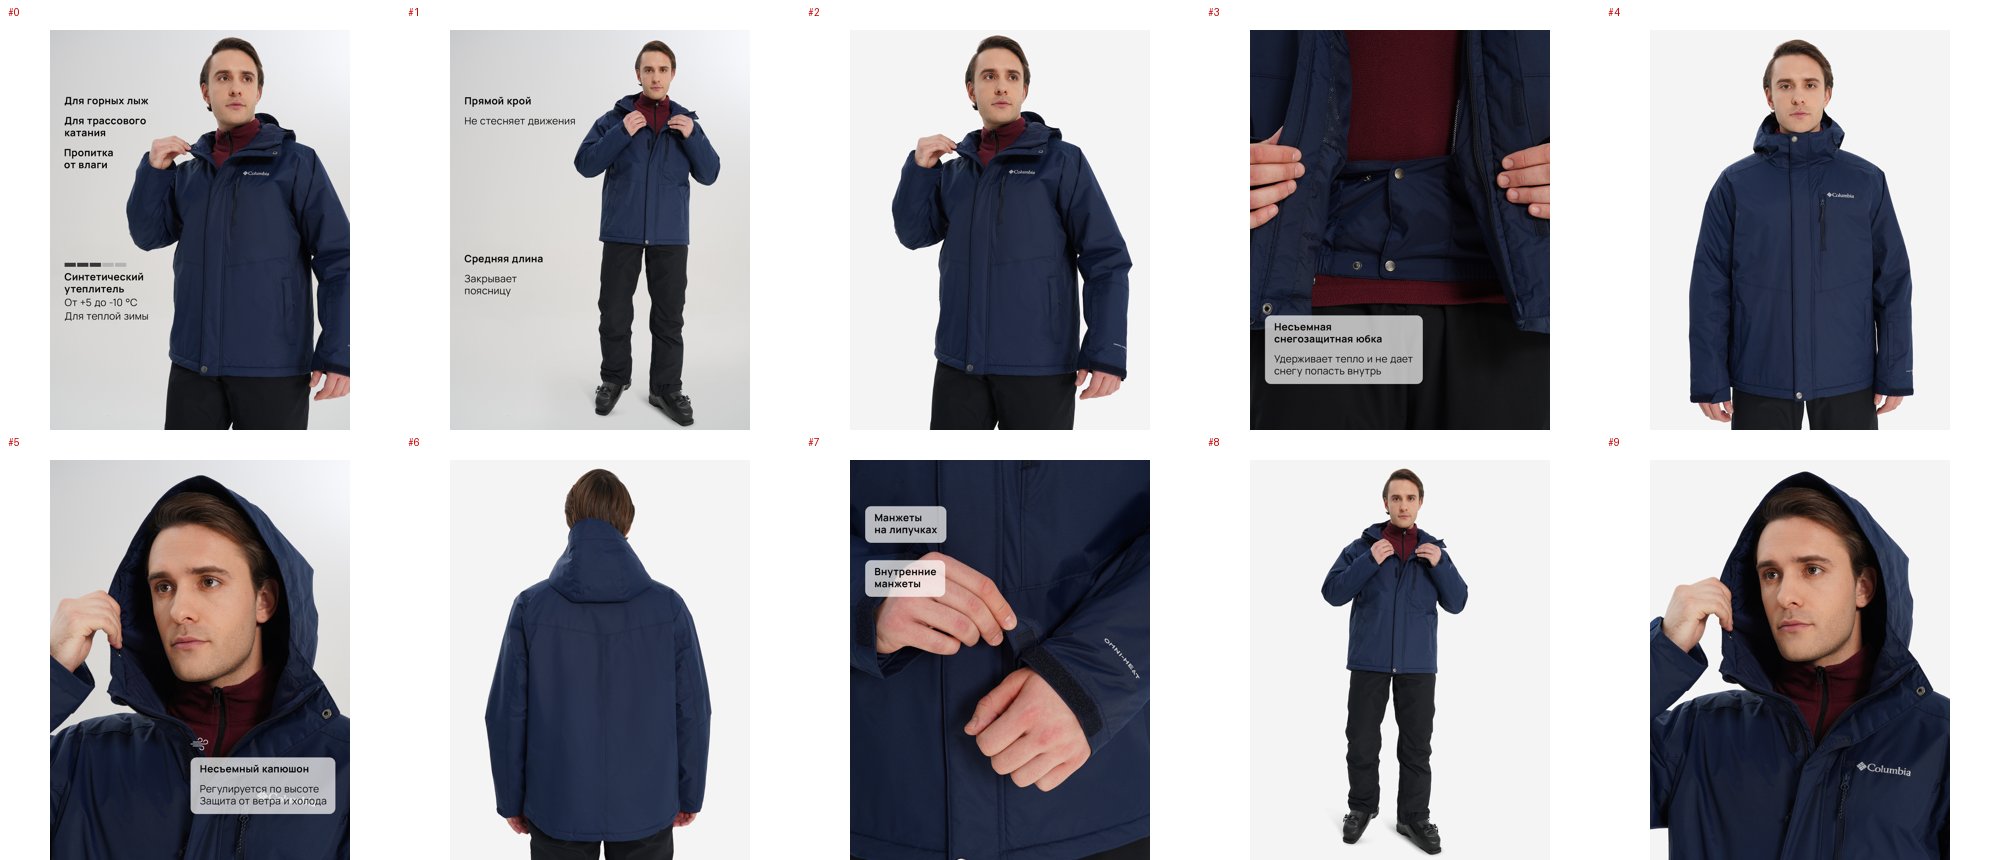 #0
Для горных лыж
Для трассового
катания
Пропитка
от влаги
Columbia
Синтетический
утеплитель
От +5 до -10 °C
Для теплой зимы
#1
Прямой крой
Не стесняет движения
Средняя длина
Закрывает
поясницу
#2
Columbia
#3
Несъемная
снегозащитная юбка
Удерживает тепло и не дает
снегу попасть внутрь
#4
Columbia
#5
Несъемный капюшон
Регулируется по высоте
Защита от ветра и холода
#6
#7
Манжеты
на липучках
Внутренние
манжеты
OMNI-HEAT
#8
#9
Columbia